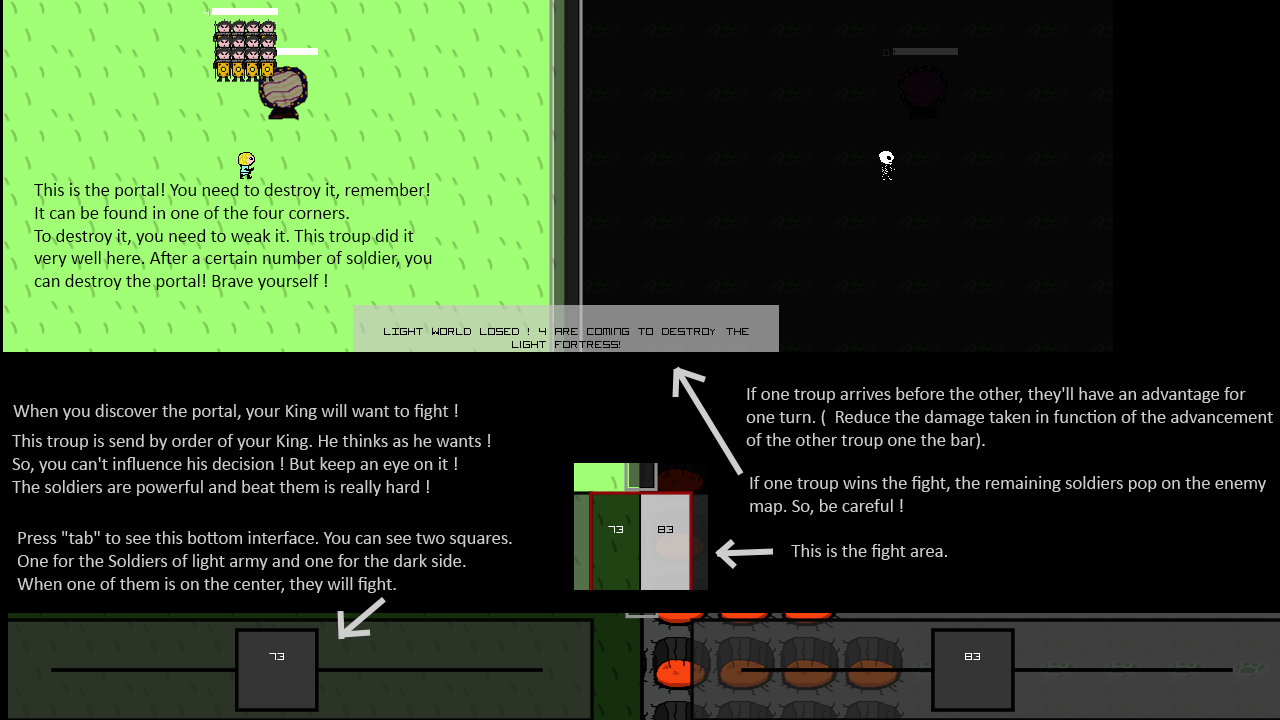 This is the portal! You need to destroy it, remember!
It can be found in one of the four corners.
To destroy it, you need to weak it. This troup did it
very well here. After a certain number of soldier, you
can destroy the portal! Brave yourself !
LIGHT WORLD LOSED ! 4 ARE COMING TO DESTROY THE
LIGHT FORTRESS!
When you discover the portal, your King will want to fight !
This troup is send by order of your King. He thinks as he wants !
So, you can't influence his decision ! But keep an eye on it !
The soldiers are powerful and beat them is really hard !
Press "tab" to see this bottom interface. You can see two squares.
One for the Soldiers of light army and one for the dark side.
When one of them is on the center, they will fight.
If one troup arrives before the other, they'll have an advantage for
one turn. ( Reduce the damage taken in function of the advancement
of the other troup one the bar).
If one troup wins the fight, the remaining soldiers pop on the enemy
map. So, be careful !
This is the fight area.
73
83
73
83